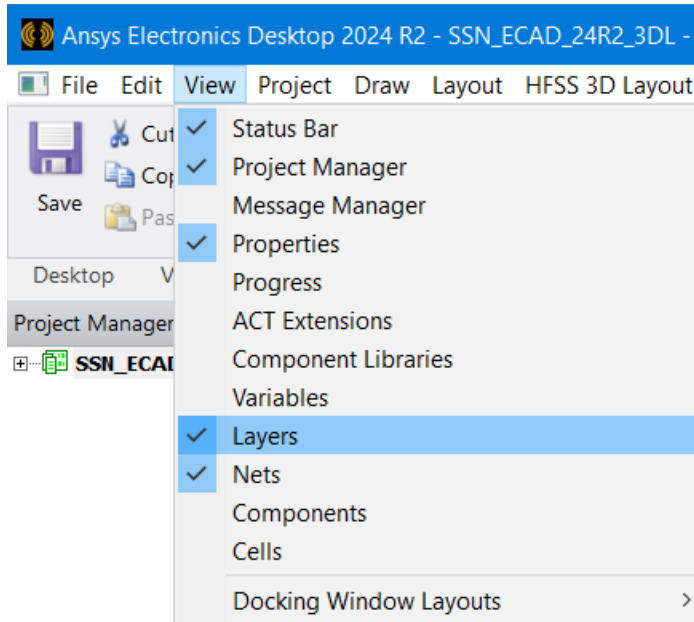 Ansys Electronics Desktop 2024 R2 - SSN_ECAD_24R2_3DL -
File Edit View Project Draw Layout HFSS 3D Layout
Save
Desktop
Project Manager
SSN_ECAD
Status Bar
Project Manager
Message Manager
Properties
Progress
ACT Extensions
Component Libraries
Variables
Layers
Nets
Components
Cells
Docking Window Layouts